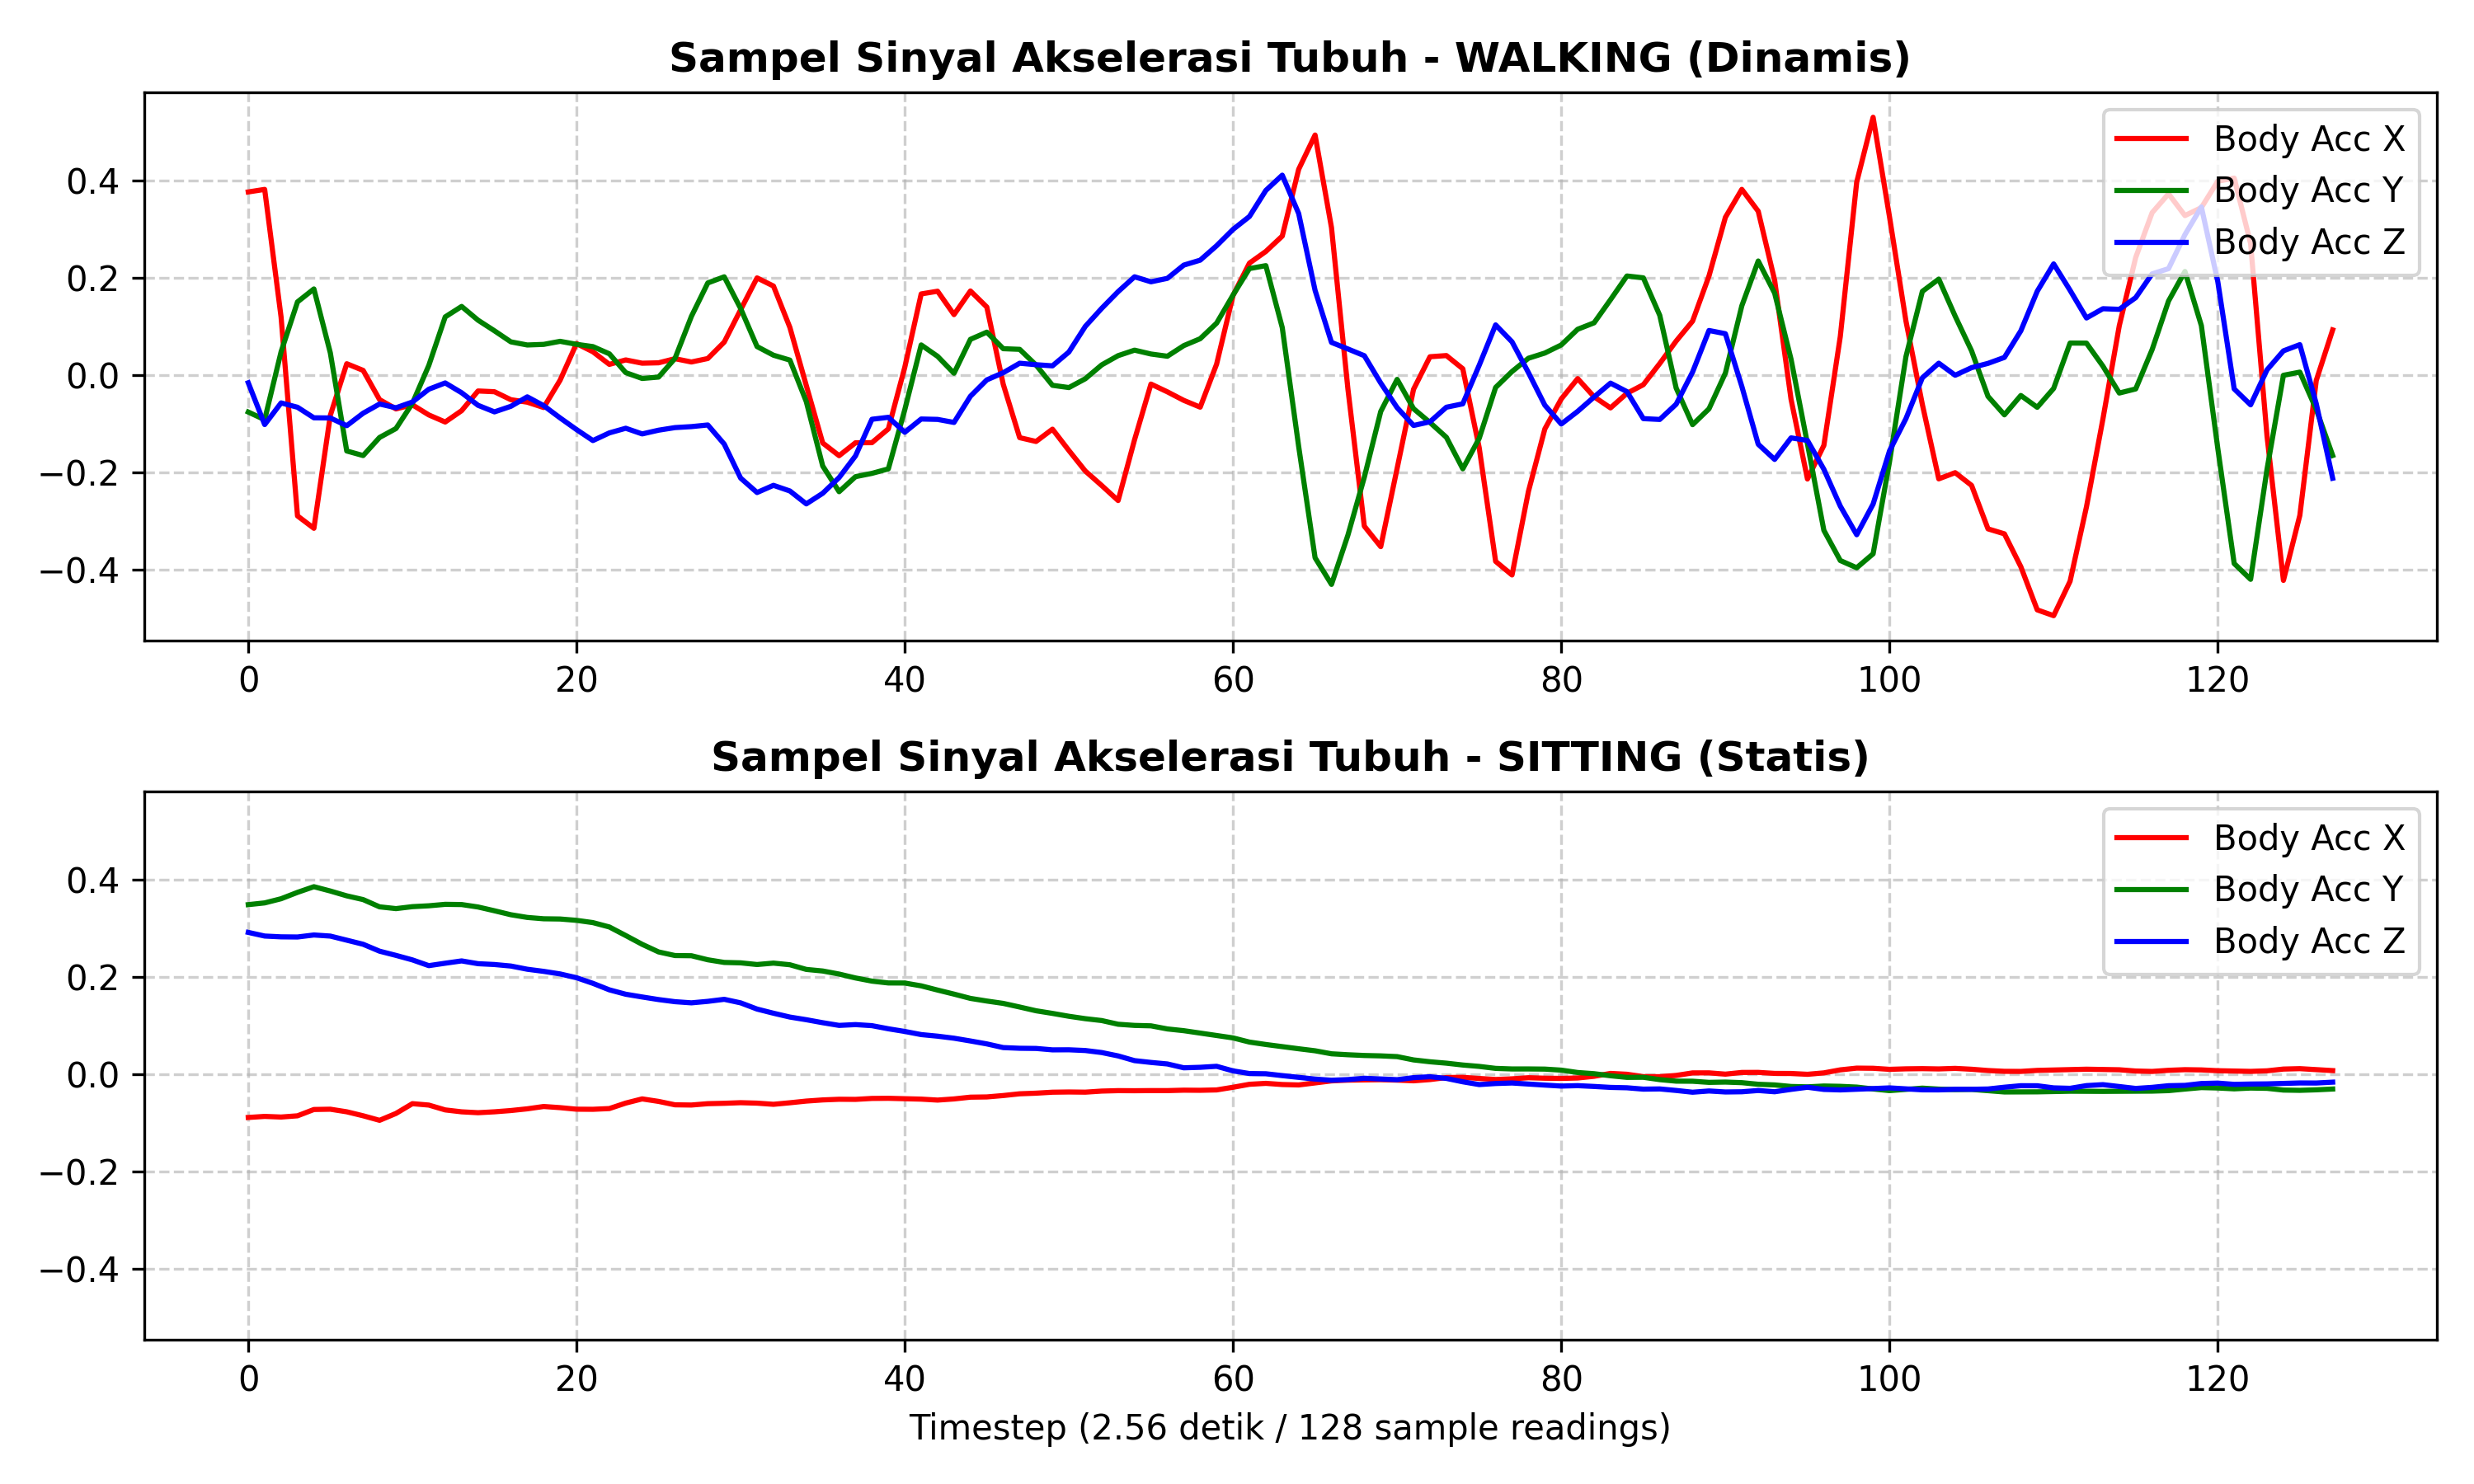 Sampel Sinyal Akselerasi Tubuh - WALKING (Dinamis)
Body Acc X
Body Acc Y
Body Acc Z
0.4
0.2
0.0
−0.2
−0.4
0 20 40 60 80 100 120
Sampel Sinyal Akselerasi Tubuh - SITTING (Statis)
Body Acc X
Body Acc Y
Body Acc Z
0.4
0.2
0.0
−0.2
−0.4
0 20 40 60 80 100 120
Timestep (2.56 detik / 128 sample readings)